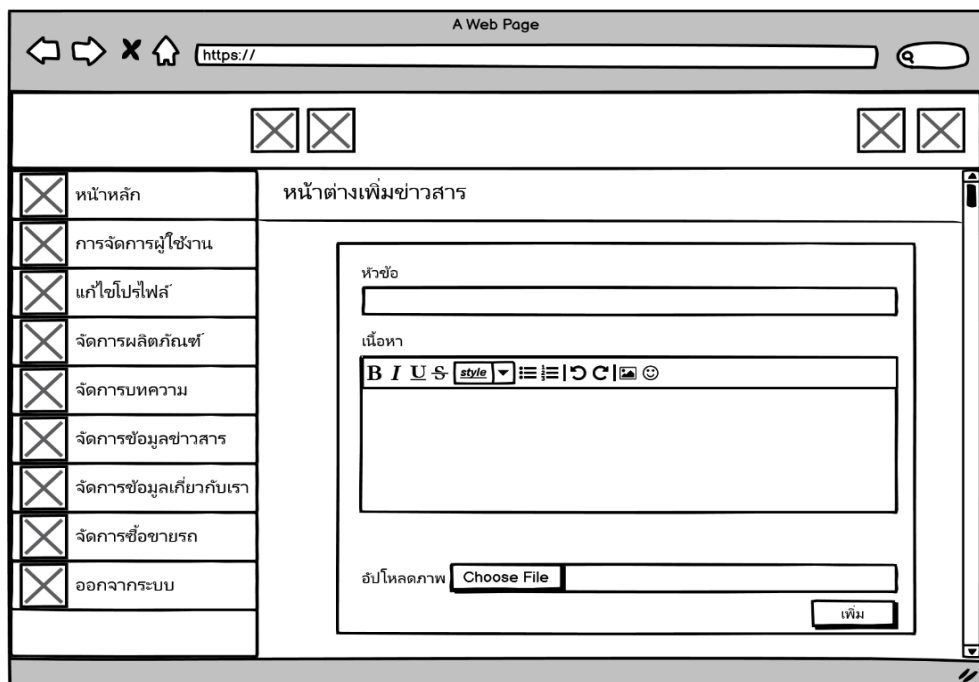 A Web Page
https://
หน้าหลัก
การจัดการผู้ใช้งาน
แก้ไขโปรไฟล์
จัดการผลิตภัณฑ์
จัดการบทความ
จัดการข้อมูลข่าวสาร
จัดการข้อมูลเกี่ยวกับเรา
จัดการซื้อขายรถ
ออกจากระบบ
หน้าต่างเพิ่มข่าวสาร
หัวข้อ
เนื้อหา
B I U S style
อัปโหลดภาพ Choose File
เพิ่ม